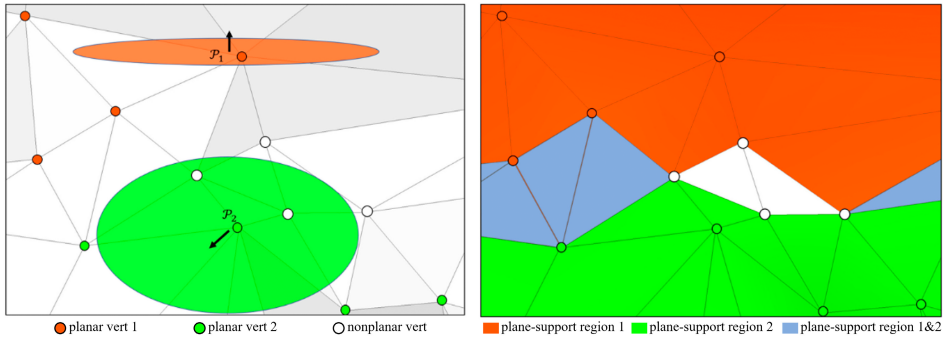 𝒫₁
𝒫₂
planar vert 1 planar vert 2 nonplanar vert
plane-support region 1 plane-support region 2 plane-support region 1&2